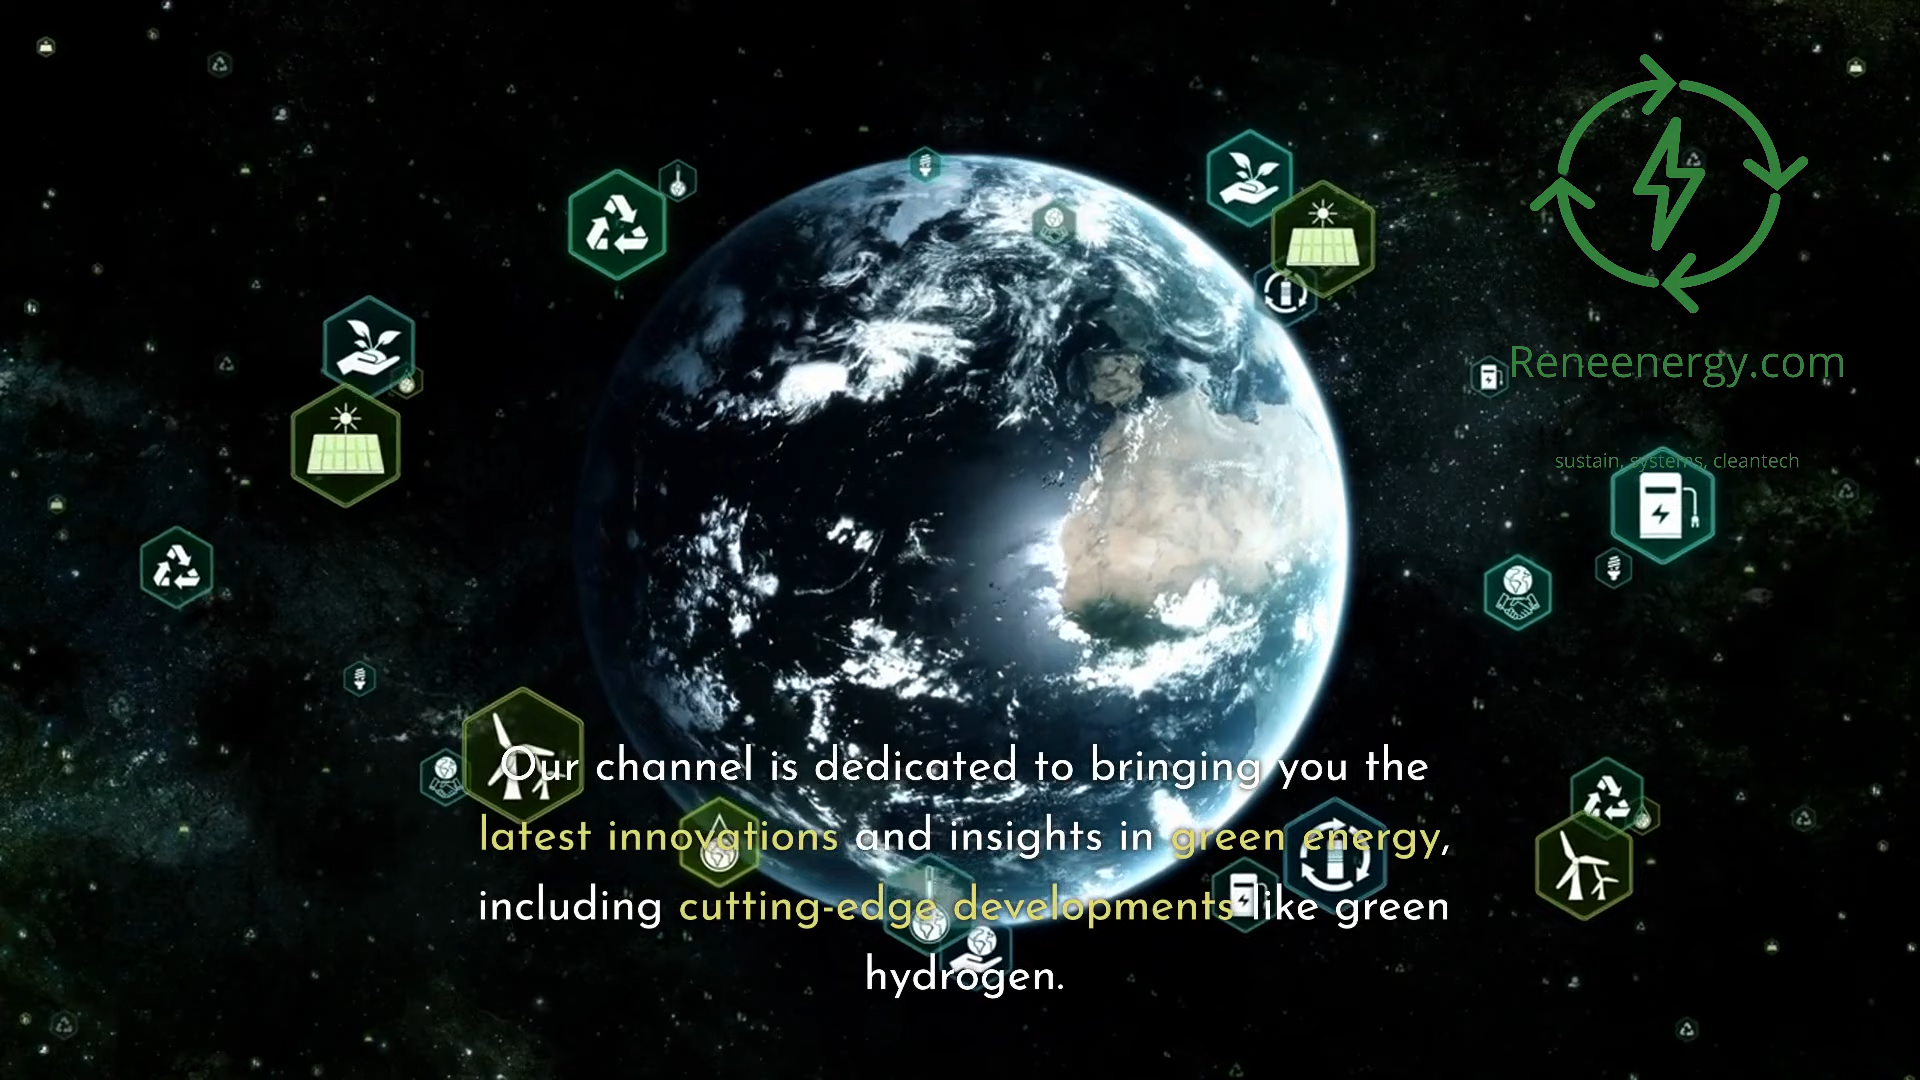 Reneenergy.com
sustain, systems, cleantech
Our channel is dedicated to bringing you the
latest innovations and insights in green energy,
including cutting-edge developments like green
hydrogen.